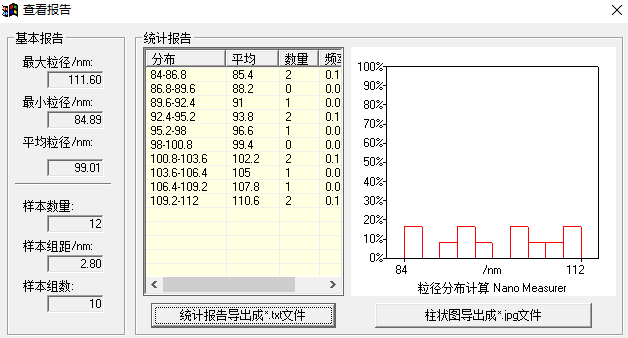 查看报告
基本报告
最大粒径/nm:
111.60
最小粒径/nm:
84.89
平均粒径/nm:
99.01
样本数量:
12
样本组距/nm:
2.80
样本组数:
10
统计报告
分布 平均 数量 频率
84-86.8 85.4 2 0.1
86.8-89.6 88.2 0 0.0
89.6-92.4 91 1 0.0
92.4-95.2 93.8 2 0.1
95.2-98 96.6 1 0.0
98-100.8 99.4 0 0.0
100.8-103.6 102.2 2 0.1
103.6-106.4 105 1 0.0
106.4-109.2 107.8 1 0.0
109.2-112 110.6 2 0.1
统计报告导出成*.txt文件
100%
90%
80%
70%
60%
50%
40%
30%
20%
10%
0%
84 /nm 112
粒径分布计算 Nano Measurer
柱状图导出成*.jpg文件